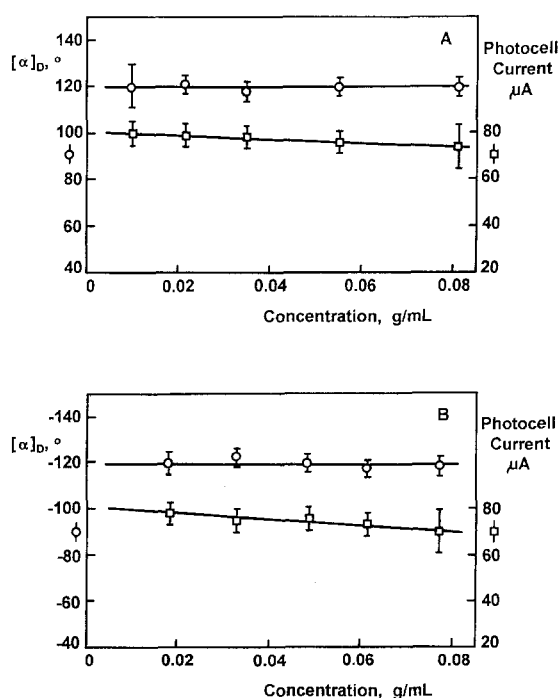 A
[α]D, °
Photocell
Current
µA
140
120
100
80
60
40
80
60
40
20
0
0.02
0.04
0.06
0.08
Concentration, g/mL
B
[α]D, °
Photocell
Current
µA
-140
-120
-100
-80
-60
-40
80
60
40
20
0
0.02
0.04
0.06
0.08
Concentration, g/mL